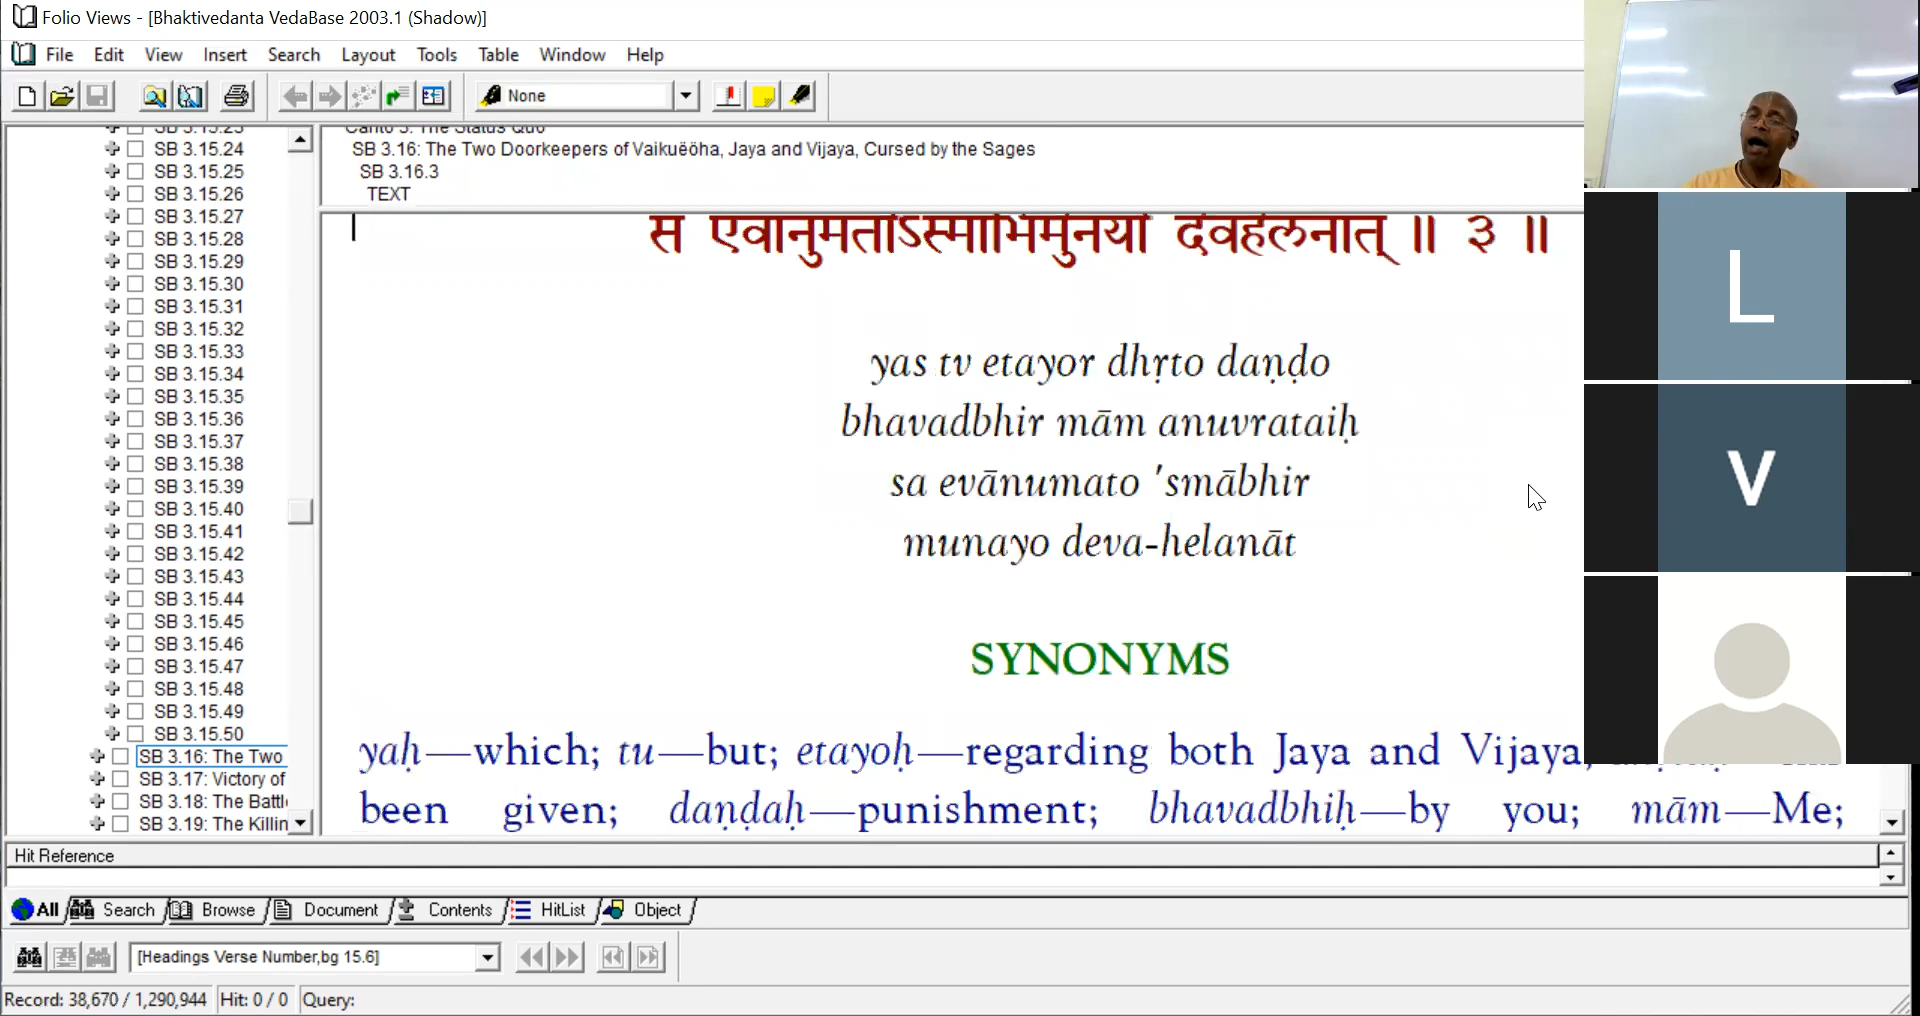 Folio Views - [Bhaktivedanta VedaBase 2003.1 (Shadow)]
File Edit View Insert Search Layout Tools Table Window Help
None
SB 3.15.23
SB 3.15.24
SB 3.15.25
SB 3.15.26
SB 3.15.27
SB 3.15.28
SB 3.15.29
SB 3.15.30
SB 3.15.31
SB 3.15.32
SB 3.15.33
SB 3.15.34
SB 3.15.35
SB 3.15.36
SB 3.15.37
SB 3.15.38
SB 3.15.39
SB 3.15.40
SB 3.15.41
SB 3.15.42
SB 3.15.43
SB 3.15.44
SB 3.15.45
SB 3.15.46
SB 3.15.47
SB 3.15.48
SB 3.15.49
SB 3.15.50
SB 3.16: The Two
SB 3.17: Victory of
SB 3.18: The Battl
SB 3.19: The Killin
Canto 3: The Status Quo
SB 3.16: The Two Doorkeepers of Vaikuëöha, Jaya and Vijaya, Cursed by the Sages
SB 3.16.3
TEXT
स एवानुमतोऽस्माभिर्मुनयो देवहेलनात् ॥ ३ ॥
yas tv etayor dhṛto daṇḍo
bhavadbhir mām anuvrataiḥ
sa evānumato 'smābhir
munayo deva-helanāt
SYNONYMS
yaḥ—which; tu—but; etayoḥ—regarding both Jaya and Vijaya;
been given; daṇḍaḥ—punishment; bhavadbhiḥ—by you; mām—Me;
L
V
Hit Reference
All Search Browse Document Contents HitList Object
[Headings Verse Number,bg 15.6]
Record: 38,670 / 1,290,944 Hit: 0 / 0 Query: